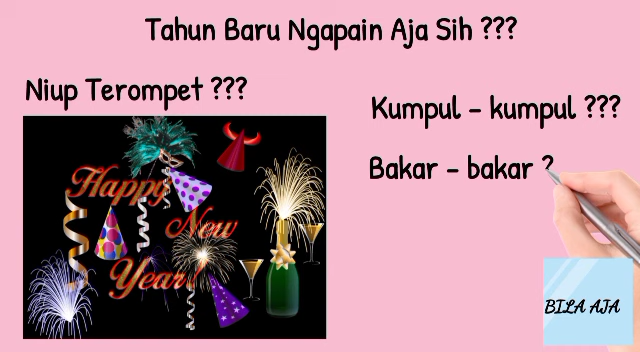 Tahun Baru Ngapain Aja Sih ???
Niup Terompet ???
Kumpul - kumpul ???
Bakar - bakar ?
Happy
New
Year!
BILA AJA